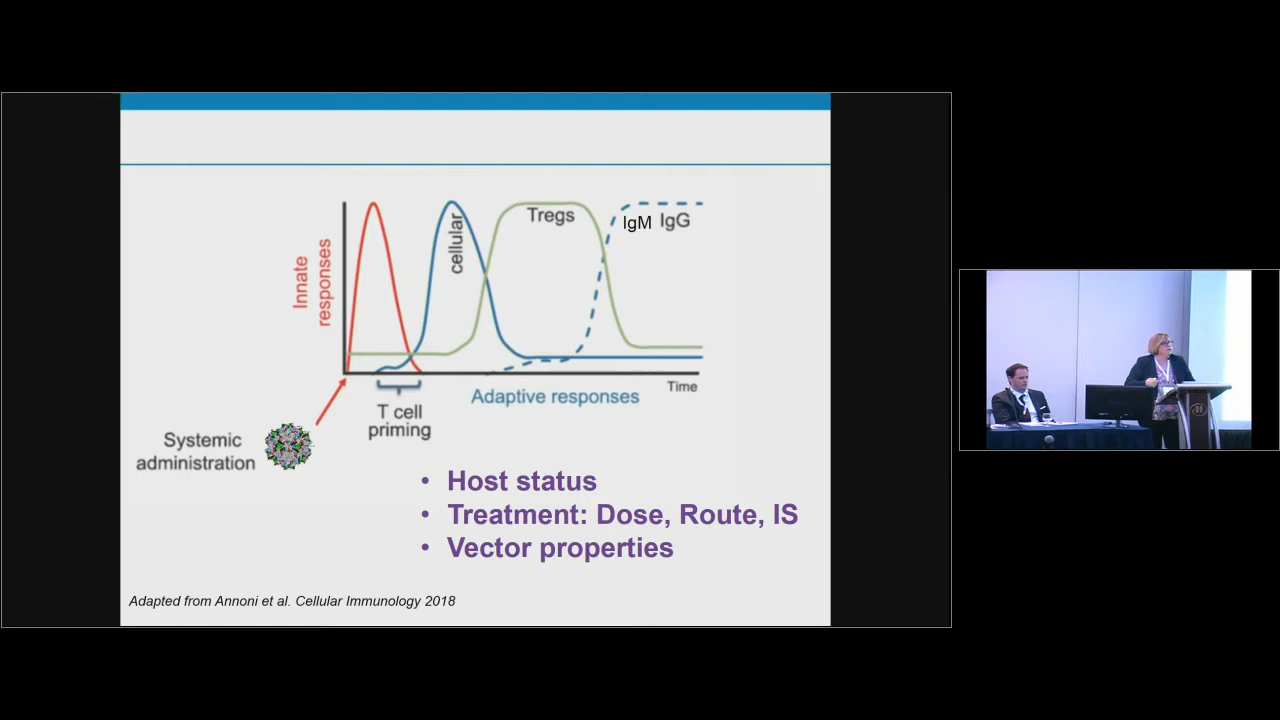 Innate
responses
cellular
Tregs
IgM IgG
Time
Adaptive responses
T cell
priming
Systemic
administration
• Host status
• Treatment: Dose, Route, IS
• Vector properties
Adapted from Annoni et al. Cellular Immunology 2018